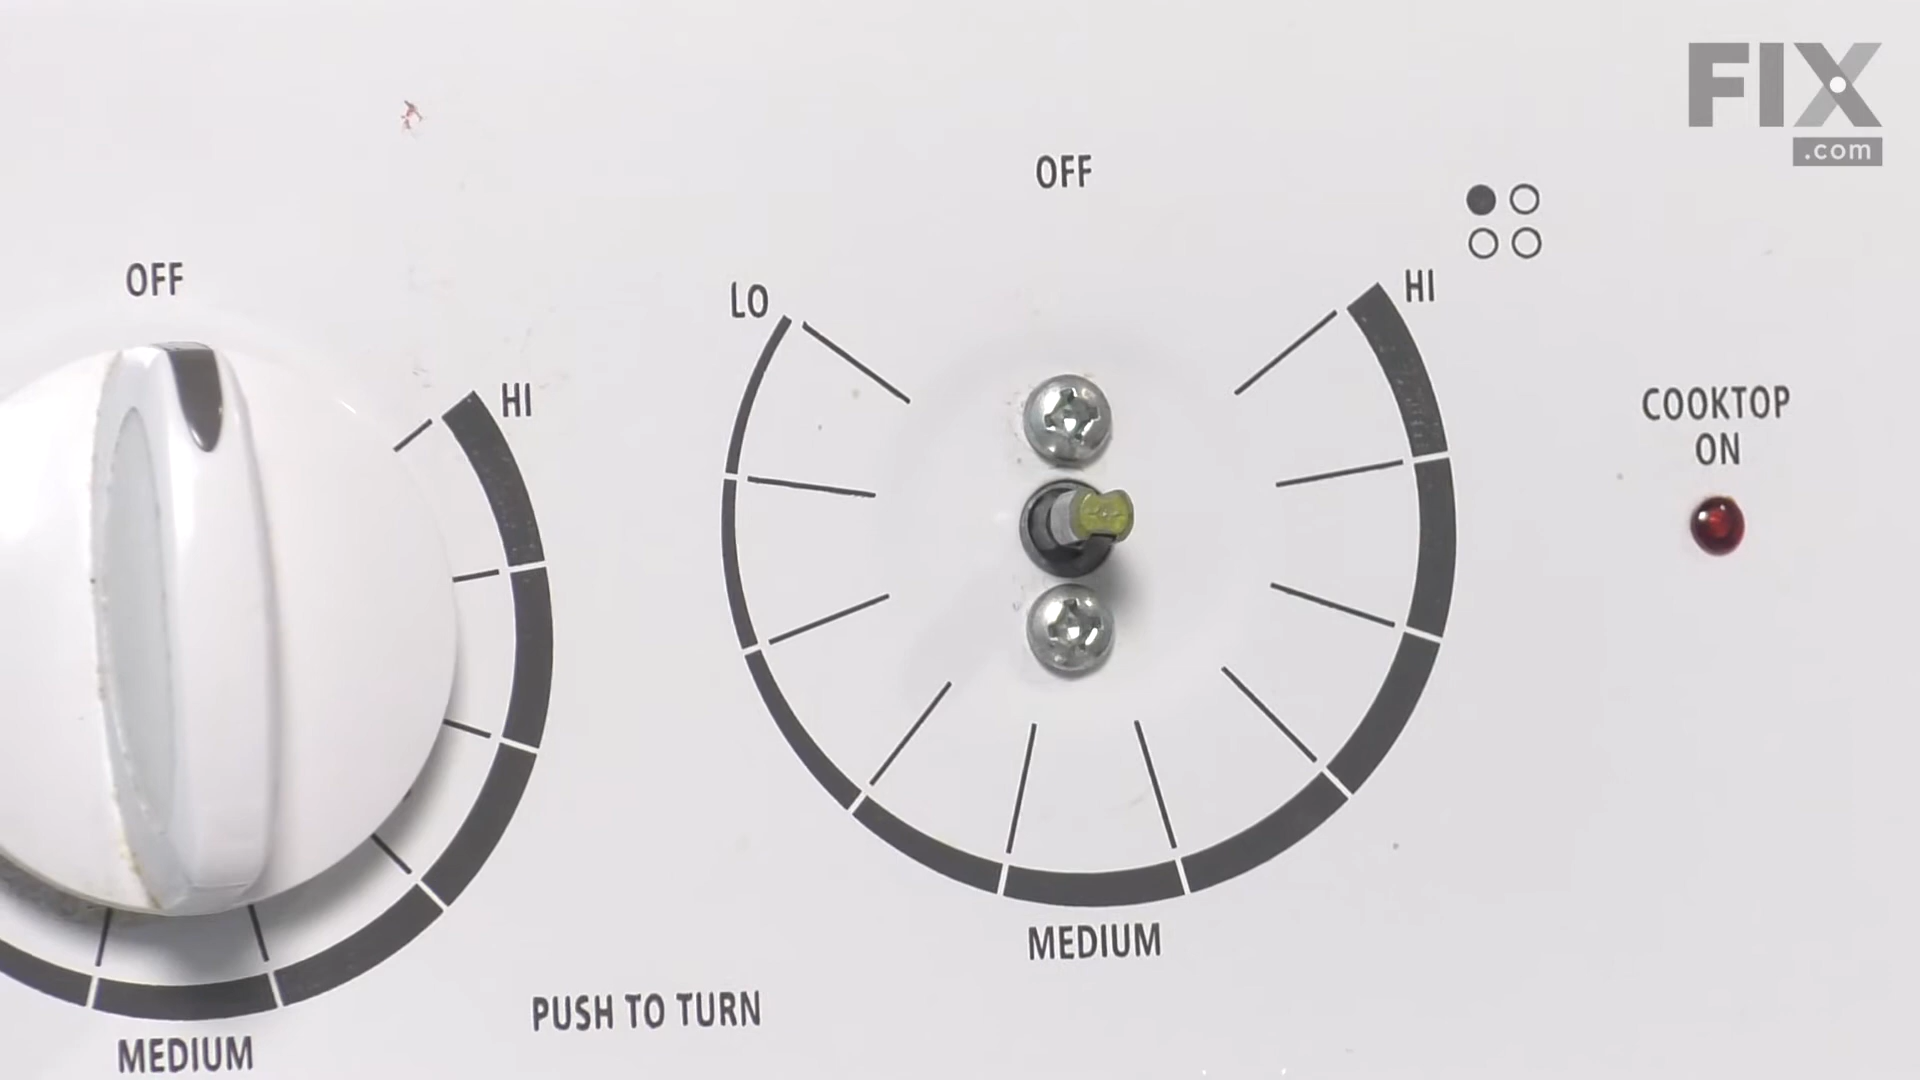 FIX
.com
OFF
OFF
LO
HI
HI
COOKTOP
ON
MEDIUM
PUSH TO TURN
MEDIUM